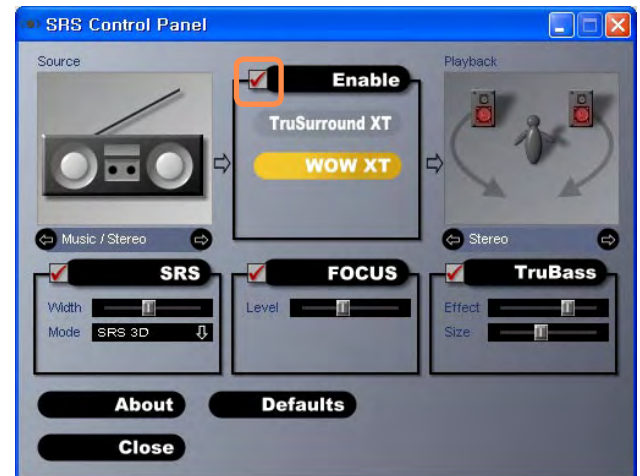 SRS Control Panel
Source
Enable
Playback
TruSurround XT
WOW XT
Music / Stereo
Stereo
SRS
FOCUS
TruBass
Width
Level
Effect
Mode
SRS 3D
Size
About
Defaults
Close